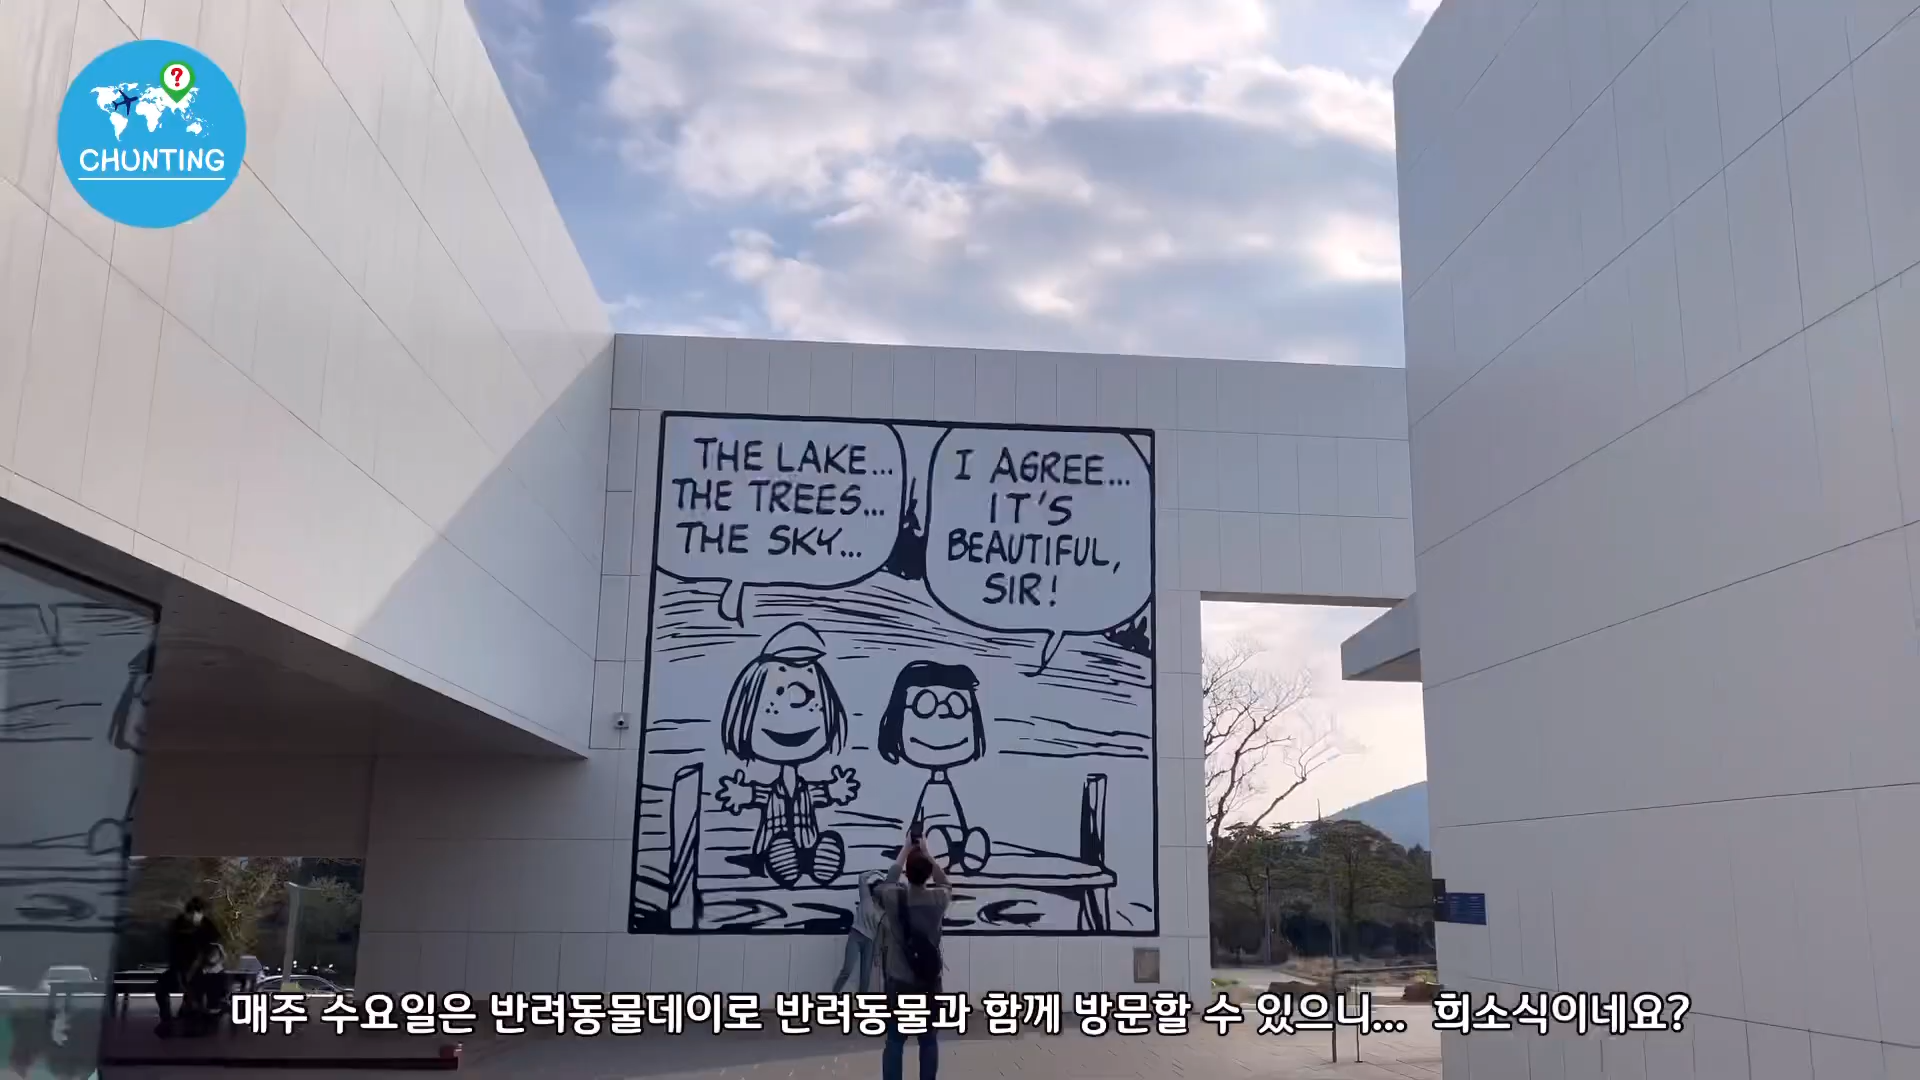 ?
CHUNTING
THE LAKE...
THE TREES...
THE SKY...
I AGREE...
IT'S
BEAUTIFUL,
SIR!
매주 수요일은 반려동물데이로 반려동물과 함께 방문할 수 있으니... 희소식이네요?